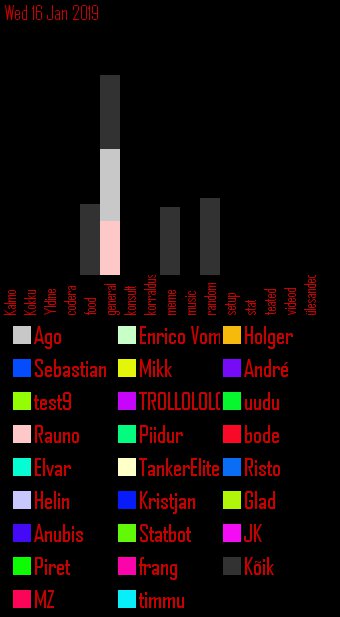 Wed 16 Jan 2019
Kalmo
Kokku
Yldine
codera
food
general
konsult
korraldus
meme
music
random
setup
stat
teated
videod
ülesanded
Ago Enrico Vom Holger
Sebastian Mikk André
test9 TROLLOLOLO uudu
Rauno Piidur bode
Elvar TankerElite Risto
Helin Kristjan Glad
Anubis Statbot JK
Piret frang Kõik
MZ timmu